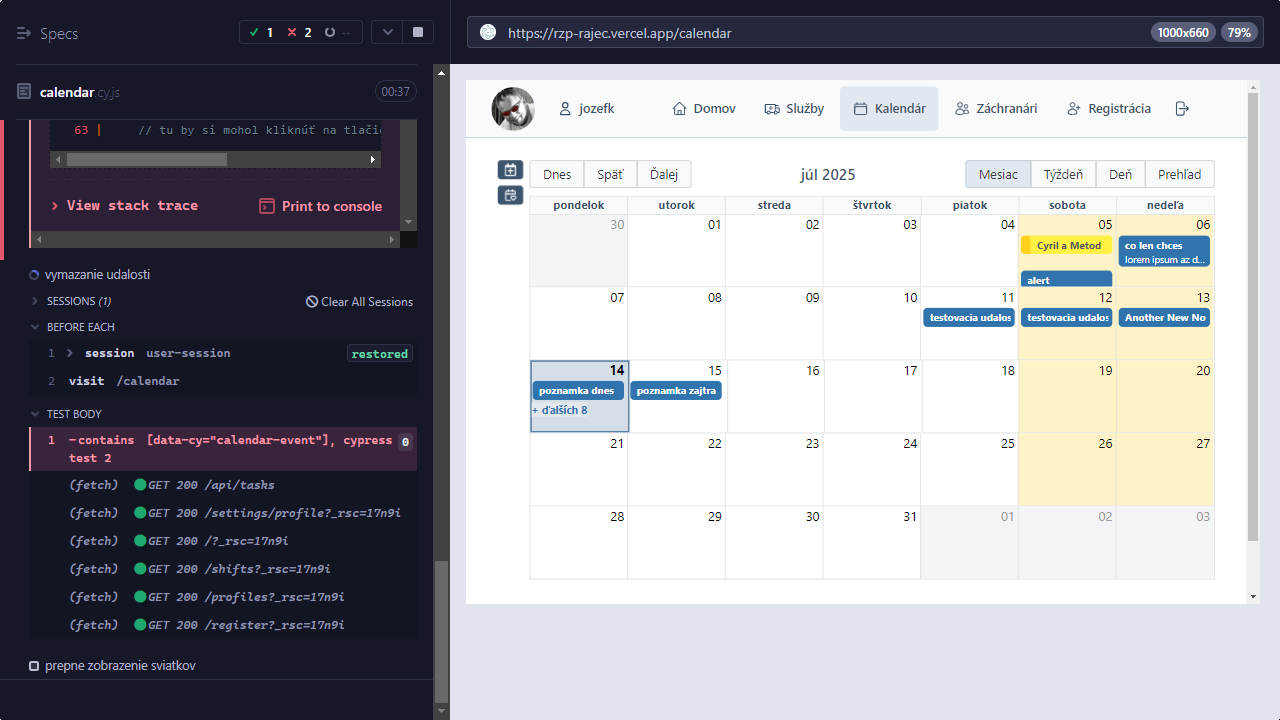 Specs
1 2 --
https://rzp-rajec.vercel.app/calendar
1000x660 79%
calendar.cy.js
00:37
63 | // tu by si mohol kliknúť na tlači
View stack trace
Print to console
vymazanie udalosti
SESSIONS (1)
Clear All Sessions
BEFORE EACH
1 session user-session restored
2 visit /calendar
TEST BODY
1 -contains [data-cy="calendar-event"], cypress test 2 0
(fetch) GET 200 /api/tasks
(fetch) GET 200 /settings/profile?_rsc=17n9i
(fetch) GET 200 /?_rsc=17n9i
(fetch) GET 200 /shifts?_rsc=17n9i
(fetch) GET 200 /profiles?_rsc=17n9i
(fetch) GET 200 /register?_rsc=17n9i
prepne zobrazenie sviatkov
jozefk Domov Služby Kalendár Záchranári Registrácia
Dnes Späť Ďalej
júl 2025
Mesiac Týždeň Deň Prehľad
pondelok utorok streda štvrtok piatok sobota nedeľa
30 01 02 03 04 05 06
Cyril a Metod
co len chces
lorem ipsum az d...
alert
07 08 09 10 11 12 13
testovacia udalos
testovacia udalos
Another New No
14 15 16 17 18 19 20
poznamka dnes
poznamka zajtra
+ ďalších 8
21 22 23 24 25 26 27
28 29 30 31 01 02 03